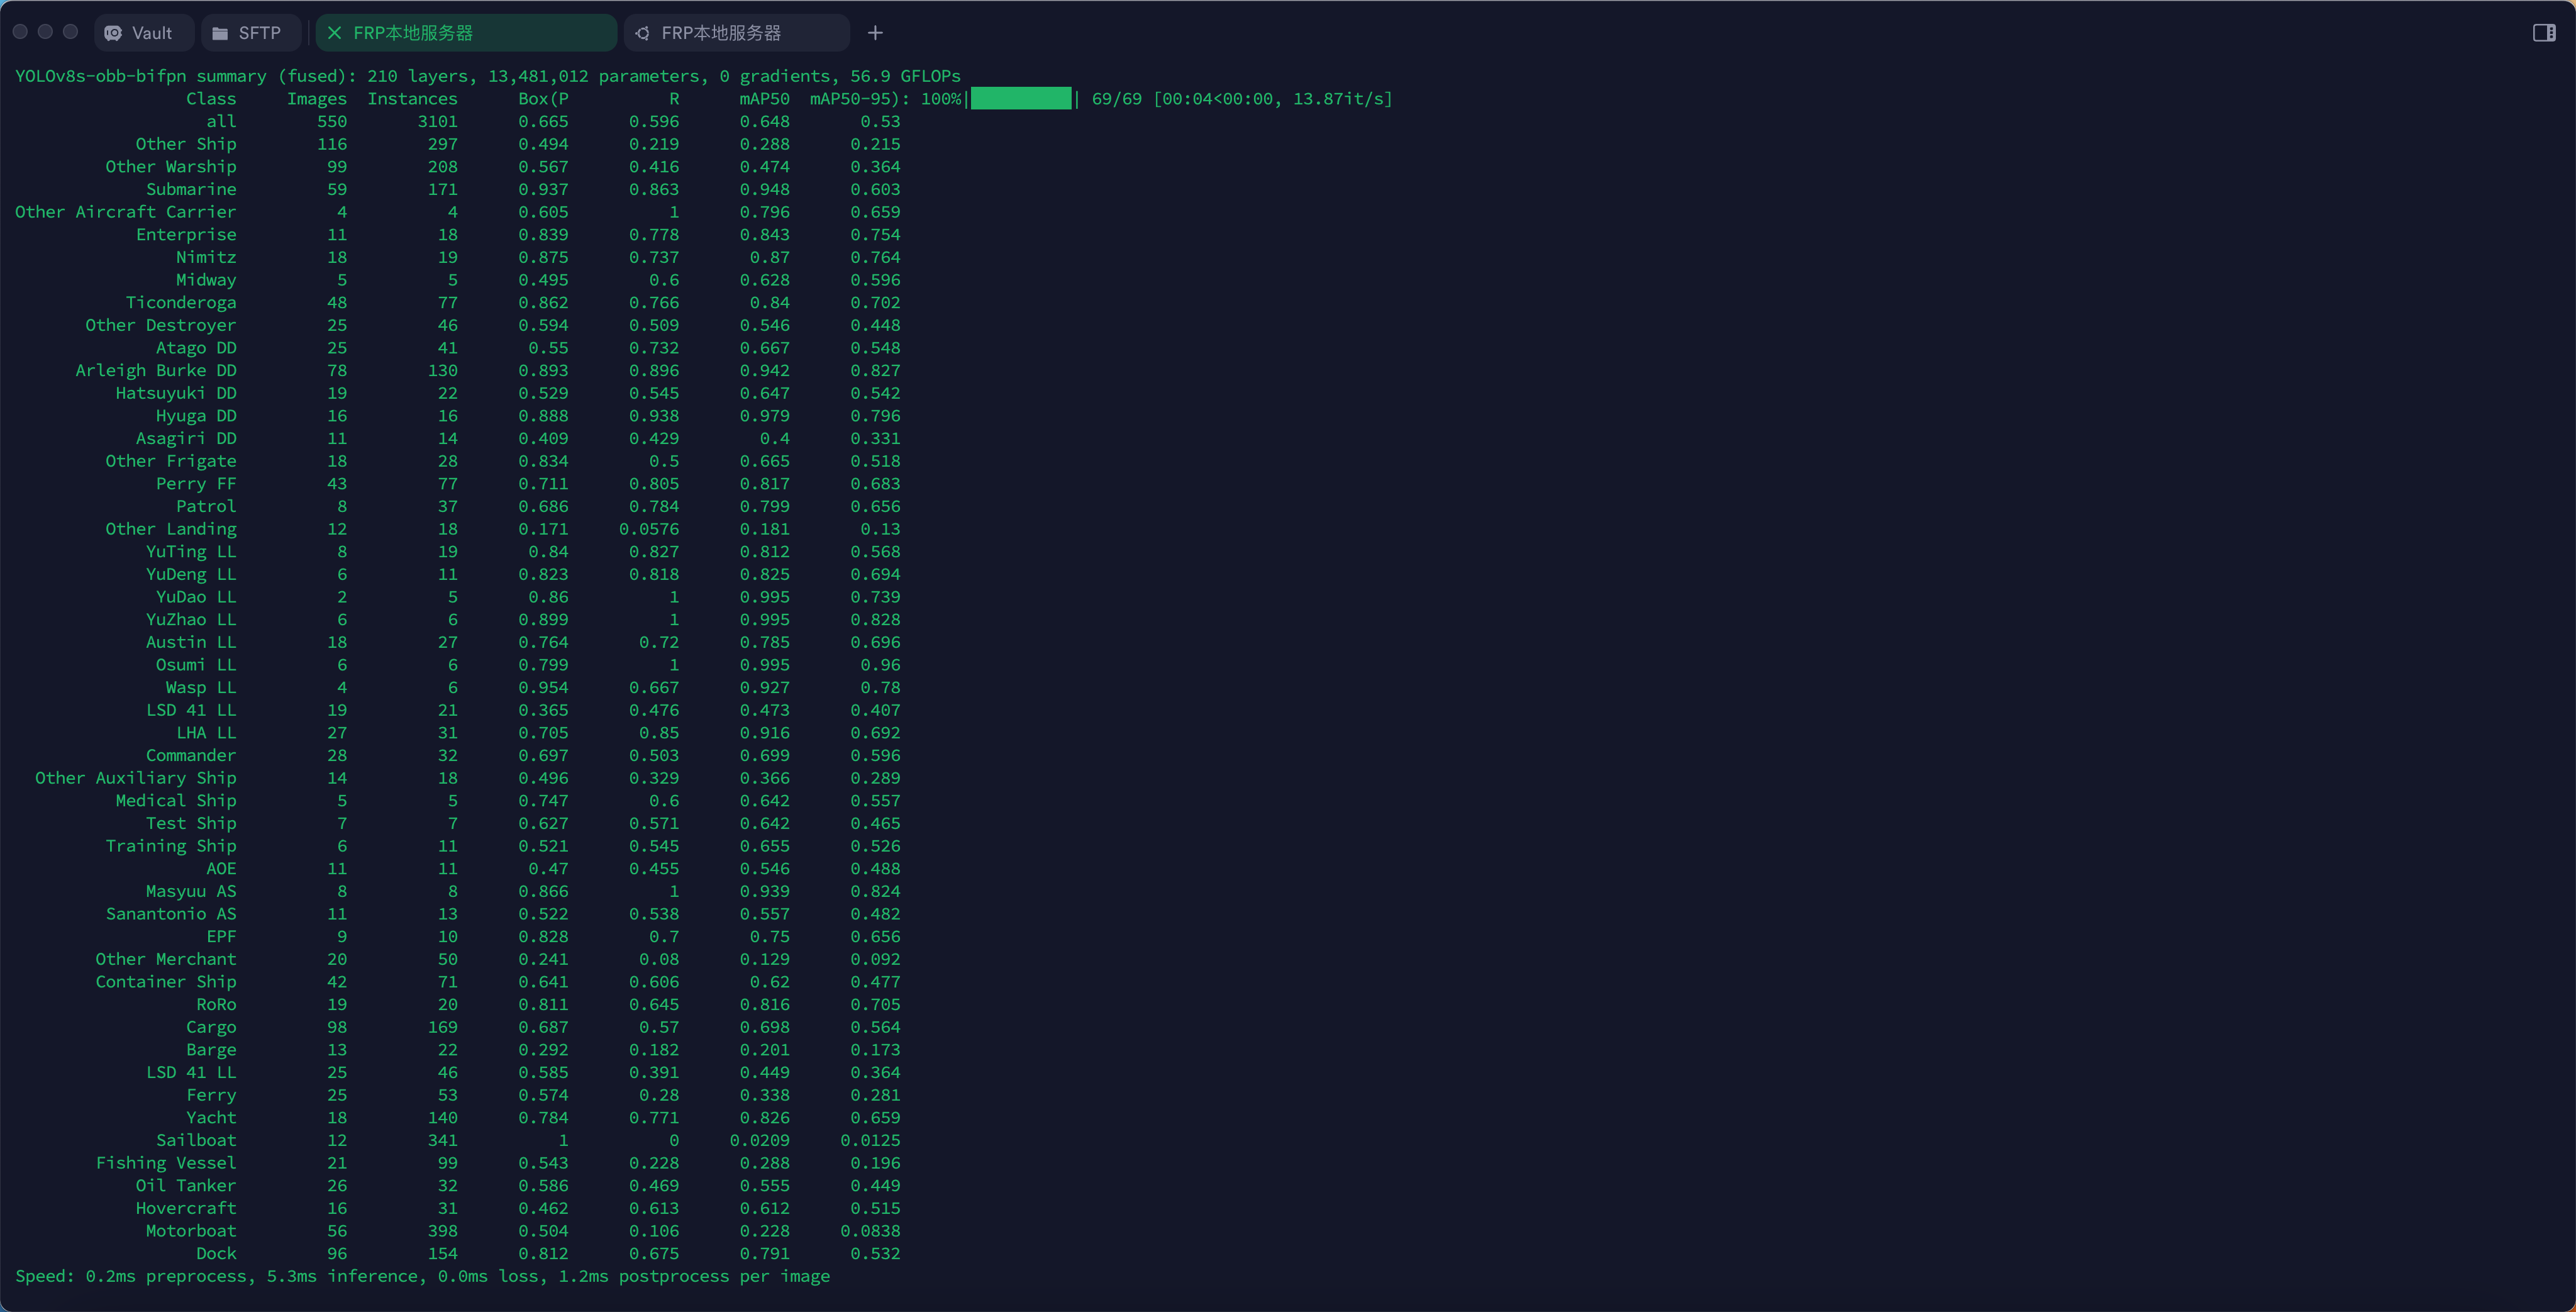 Vault SFTP FRP本地服务器 FRP本地服务器
YOLOv8s-obb-bifpn summary (fused): 210 layers, 13,481,012 parameters, 0 gradients, 56.9 GFLOPs
Class Images Instances Box(P R mAP50 mAP50-95): 100%|██████████| 69/69 [00:04<00:00, 13.87it/s]
all 550 3101 0.665 0.596 0.648 0.53
Other Ship 116 297 0.494 0.219 0.288 0.215
Other Warship 99 208 0.567 0.416 0.474 0.364
Submarine 59 171 0.937 0.863 0.948 0.603
Other Aircraft Carrier 4 4 0.605 1 0.796 0.659
Enterprise 11 18 0.839 0.778 0.843 0.754
Nimitz 18 19 0.875 0.737 0.87 0.764
Midway 5 5 0.495 0.6 0.628 0.596
Ticonderoga 48 77 0.862 0.766 0.84 0.702
Other Destroyer 25 46 0.594 0.509 0.546 0.448
Atago DD 25 41 0.55 0.732 0.667 0.548
Arleigh Burke DD 78 130 0.893 0.896 0.942 0.827
Hatsuyuki DD 19 22 0.529 0.545 0.647 0.542
Hyuga DD 16 16 0.888 0.938 0.979 0.796
Asagiri DD 11 14 0.409 0.429 0.4 0.331
Other Frigate 18 28 0.834 0.5 0.665 0.518
Perry FF 43 77 0.711 0.805 0.817 0.683
Patrol 8 37 0.686 0.784 0.799 0.656
Other Landing 12 18 0.171 0.0576 0.181 0.13
YuTing LL 8 19 0.84 0.827 0.812 0.568
YuDeng LL 6 11 0.823 0.818 0.825 0.694
YuDao LL 2 5 0.86 1 0.995 0.739
YuZhao LL 6 6 0.899 1 0.995 0.828
Austin LL 18 27 0.764 0.72 0.785 0.696
Osumi LL 6 6 0.799 1 0.995 0.96
Wasp LL 4 6 0.954 0.667 0.927 0.78
LSD 41 LL 19 21 0.365 0.476 0.473 0.407
LHA LL 27 31 0.705 0.85 0.916 0.692
Commander 28 32 0.697 0.503 0.699 0.596
Other Auxiliary Ship 14 18 0.496 0.329 0.366 0.289
Medical Ship 5 5 0.747 0.6 0.642 0.557
Test Ship 7 7 0.627 0.571 0.642 0.465
Training Ship 6 11 0.521 0.545 0.655 0.526
AOE 11 11 0.47 0.455 0.546 0.488
Masyuu AS 8 8 0.866 1 0.939 0.824
Sanantonio AS 11 13 0.522 0.538 0.557 0.482
EPF 9 10 0.828 0.7 0.75 0.656
Other Merchant 20 50 0.241 0.08 0.129 0.092
Container Ship 42 71 0.641 0.606 0.62 0.477
RoRo 19 20 0.811 0.645 0.816 0.705
Cargo 98 169 0.687 0.57 0.698 0.564
Barge 13 22 0.292 0.182 0.201 0.173
LSD 41 LL 25 46 0.585 0.391 0.449 0.364
Ferry 25 53 0.574 0.28 0.338 0.281
Yacht 18 140 0.784 0.771 0.826 0.659
Sailboat 12 341 1 0 0.0209 0.0125
Fishing Vessel 21 99 0.543 0.228 0.288 0.196
Oil Tanker 26 32 0.586 0.469 0.555 0.449
Hovercraft 16 31 0.462 0.613 0.612 0.515
Motorboat 56 398 0.504 0.106 0.228 0.0838
Dock 96 154 0.812 0.675 0.791 0.532
Speed: 0.2ms preprocess, 5.3ms inference, 0.0ms loss, 1.2ms postprocess per image